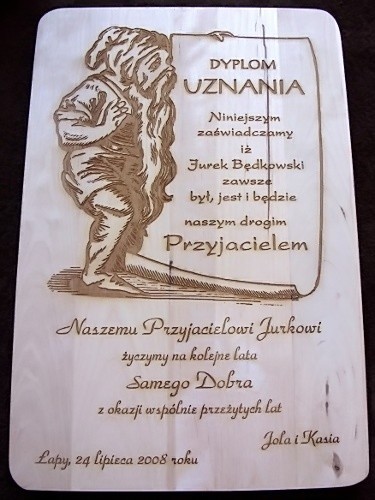 DYPLOM
UZNANIA
Niniejszym
zaświadczamy
iż
Jurek Będkowski
zawsze
był, jest i będzie
naszym drogim
Przyjacielem
Naszemu Przyjacielowi Jurkowi
życzymy na kolejne lata
Samego Dobra
z okazji wspólnie przeżytych lat
Jola i Kasia
Łapy, 24 lipieca 2008 roku